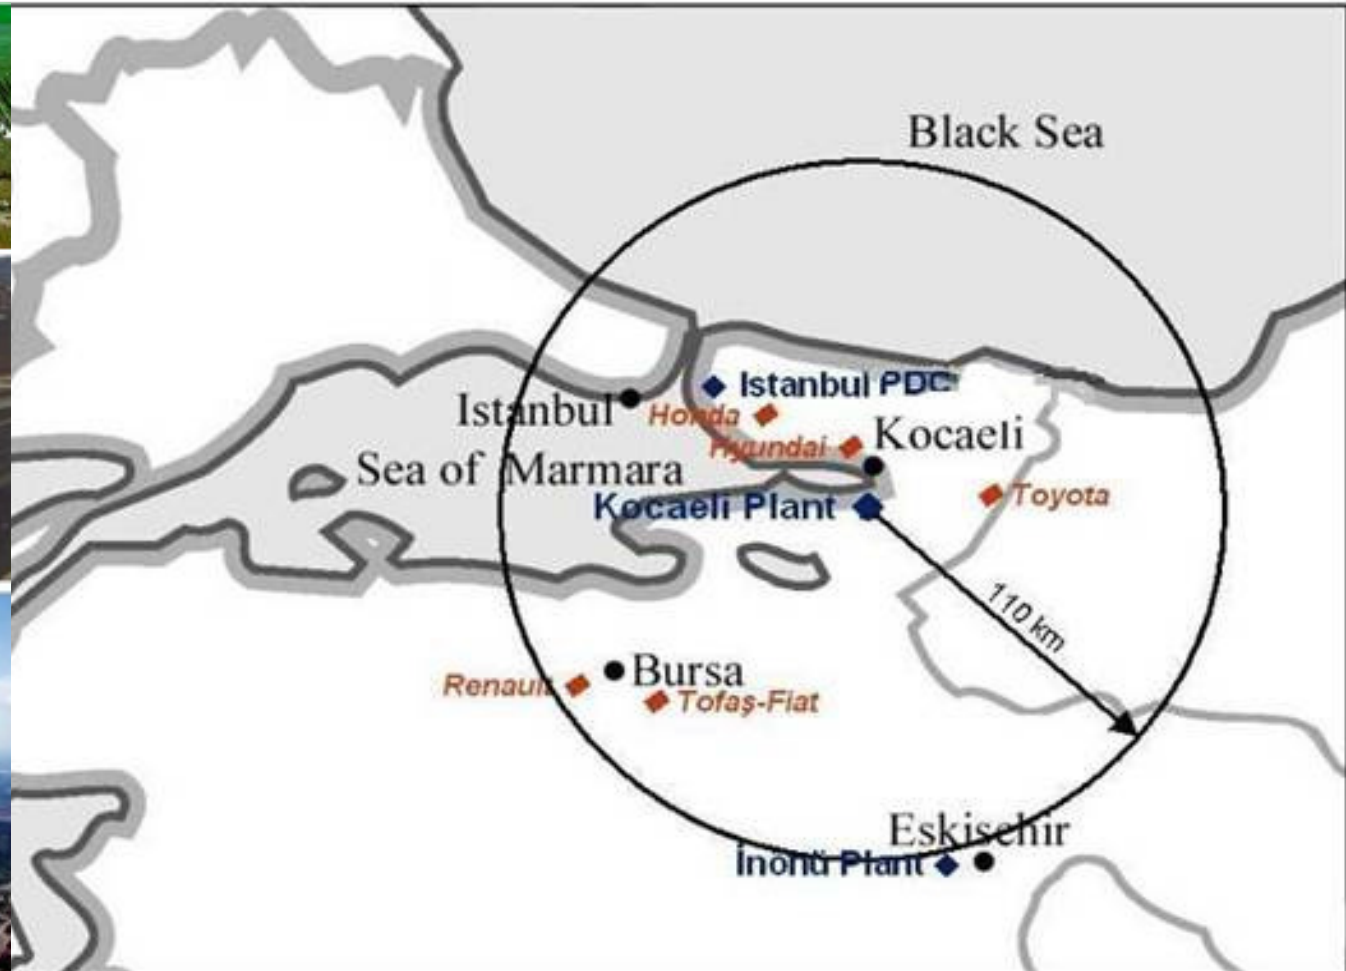 Black Sea
Istanbul PDC
Istanbul
Honda
Hyundai
Kocaeli
Sea of Marmara
Kocaeli Plant
Toyota
110 km
Bursa
Renault
Tofaş-Fiat
Eskisehir
İnönü Plant